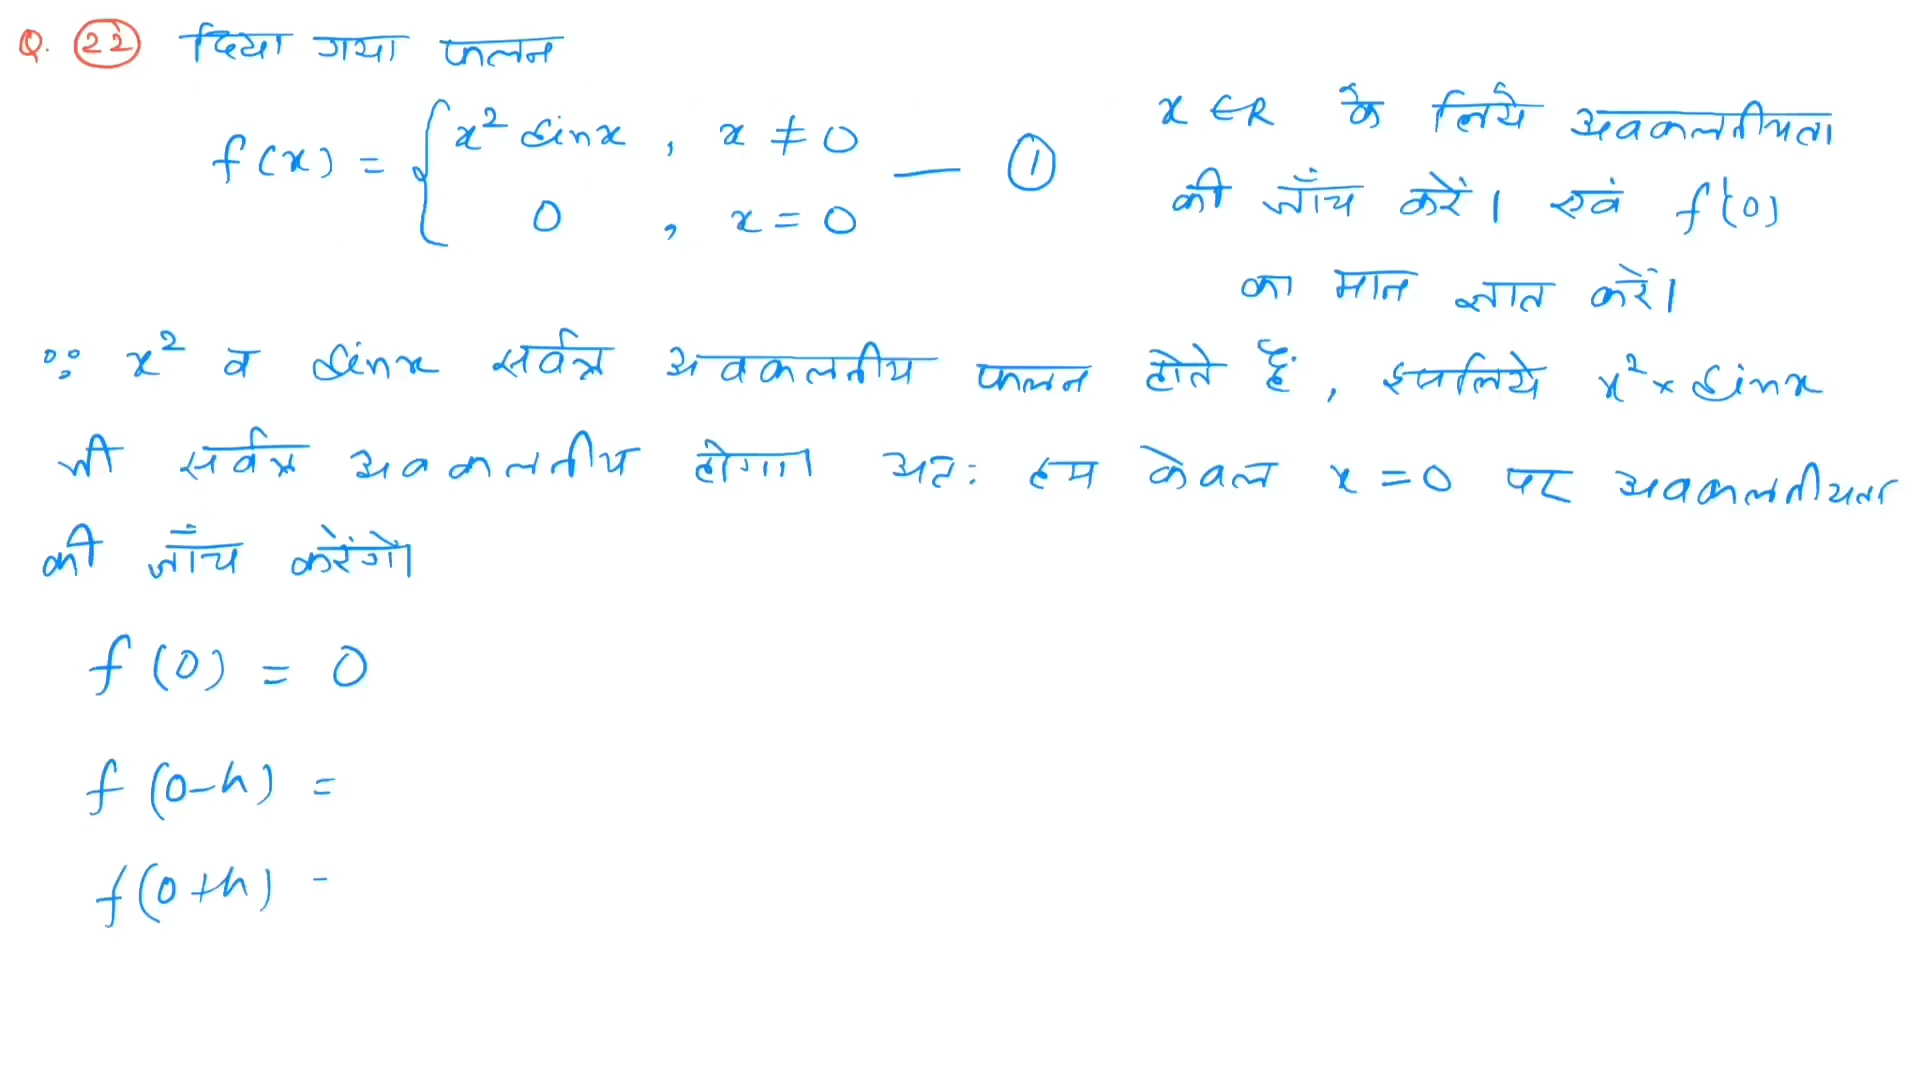 Q. 22 दिया गया फलन
f(x) = { x² sinx , x ≠ 0
0 , x = 0 — ①
x ∈ R के लिये अवकलनीयता
की जाँच करें। एवं f'(0)
का मान ज्ञात करें।
∵ x² व sinx सर्वत्र अवकलनीय फलन होते हैं, इसलिये x² × sinx
भी सर्वत्र अवकलनीय होगा। अतः हम केवल x = 0 पर अवकलनीयता
की जाँच करेंगे।
f(0) = 0
f(0-h) =
f(0+h) -